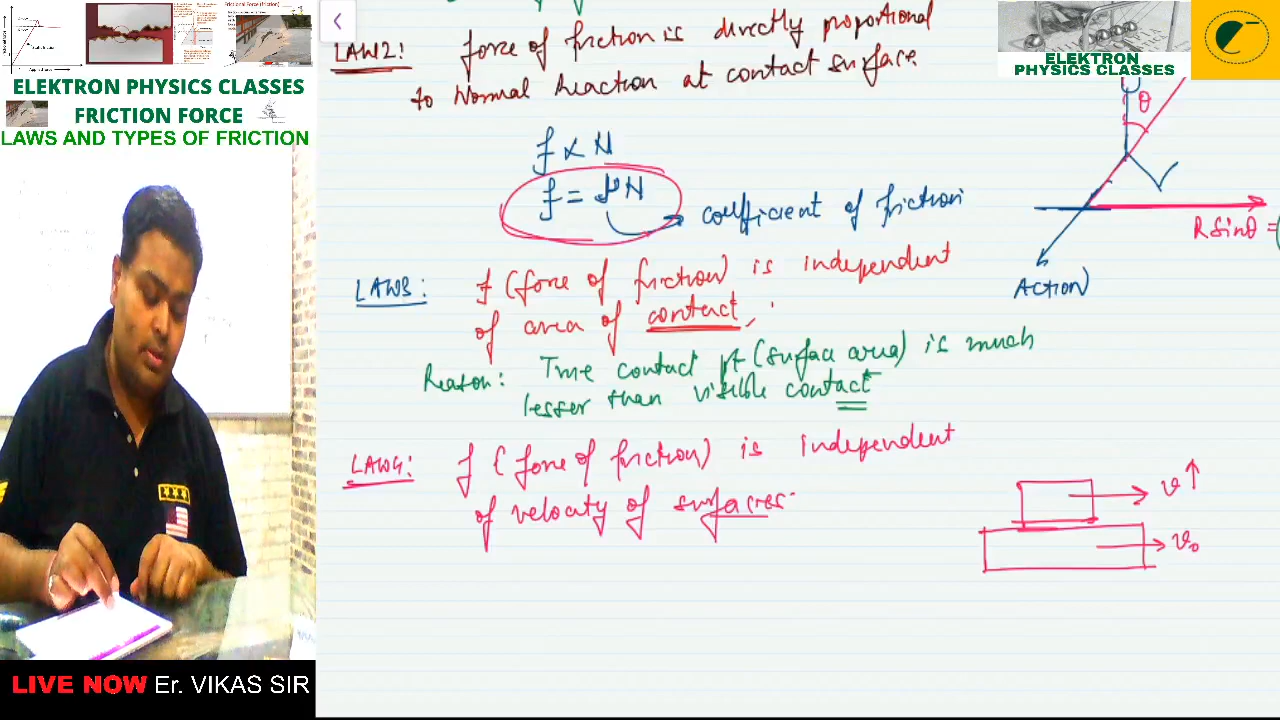 ELEKTRON PHYSICS CLASSES
FRICTION FORCE
LAWS AND TYPES OF FRICTION
LIVE NOW Er. VIKAS SIR
ELEKTRON
PHYSICS CLASSES
LAW2: force of friction is directly proportional
to Normal Reaction at contact surface
f ∝ N
f = μN
coefficient of friction
LAW3: f (force of friction) is independent
of area of contact,
Reason: True contact pt (surface area) is much
lesser than visible contact
LAW4: f (force of friction) is independent
of velocity of surfaces.
θ
R sinθ =
Action
v ↑
v₀